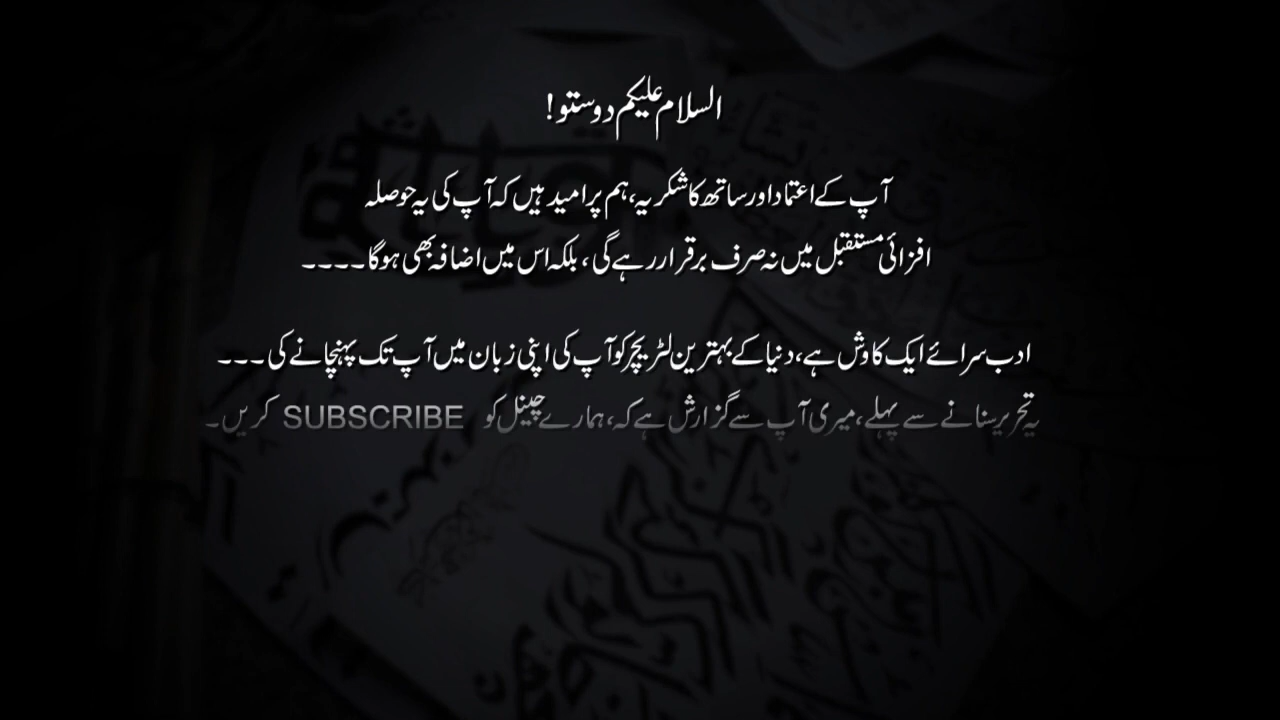 السلام علیکم دوستو!
آپ کے اعتماد اور ساتھ کا شکریہ، ہم پر امید ہیں کہ آپ کی یہ حوصلہ
افزائی مستقبل میں نہ صرف برقرار رہے گی، بلکہ اس میں اضافہ بھی ہوگا۔۔۔۔
ادب سرائے ایک کاوش ہے، دنیا کے بہترین لٹریچر کو آپ کی اپنی زبان میں آپ تک پہنچانے کی ۔۔۔
یہ تحریر سنانے سے پہلے، میری آپ سے گزارش ہے کہ، ہمارے چینل کو SUBSCRIBE کریں۔